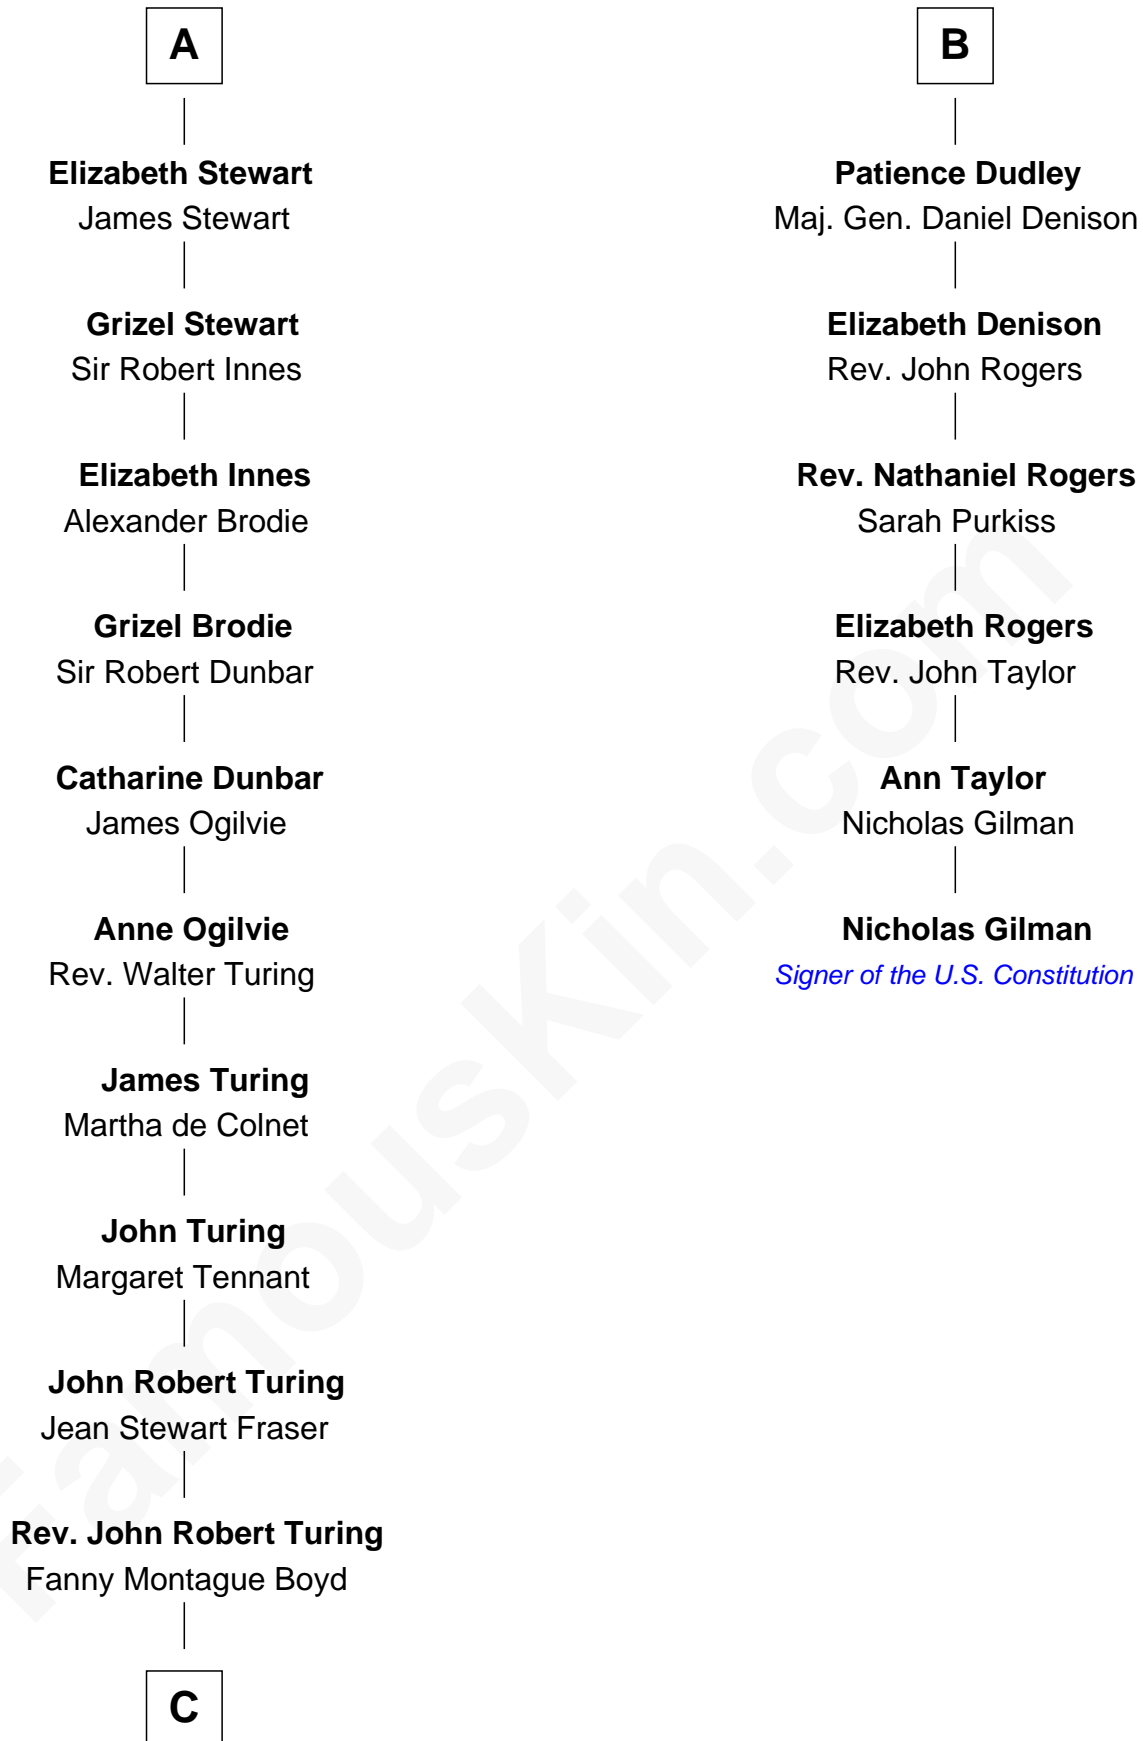 A
Elizabeth Stewart
James Stewart
Grizel Stewart
Sir Robert Innes
Elizabeth Innes
Alexander Brodie
Grizel Brodie
Sir Robert Dunbar
Catharine Dunbar
James Ogilvie
Anne Ogilvie
Rev. Walter Turing
James Turing
Martha de Colnet
John Turing
Margaret Tennant
John Robert Turing
Jean Stewart Fraser
Rev. John Robert Turing
Fanny Montague Boyd
C
B
Patience Dudley
Maj. Gen. Daniel Denison
Elizabeth Denison
Rev. John Rogers
Rev. Nathaniel Rogers
Sarah Purkiss
Elizabeth Rogers
Rev. John Taylor
Ann Taylor
Nicholas Gilman
Nicholas Gilman
Signer of the U.S. Constitution
FamousKin.com